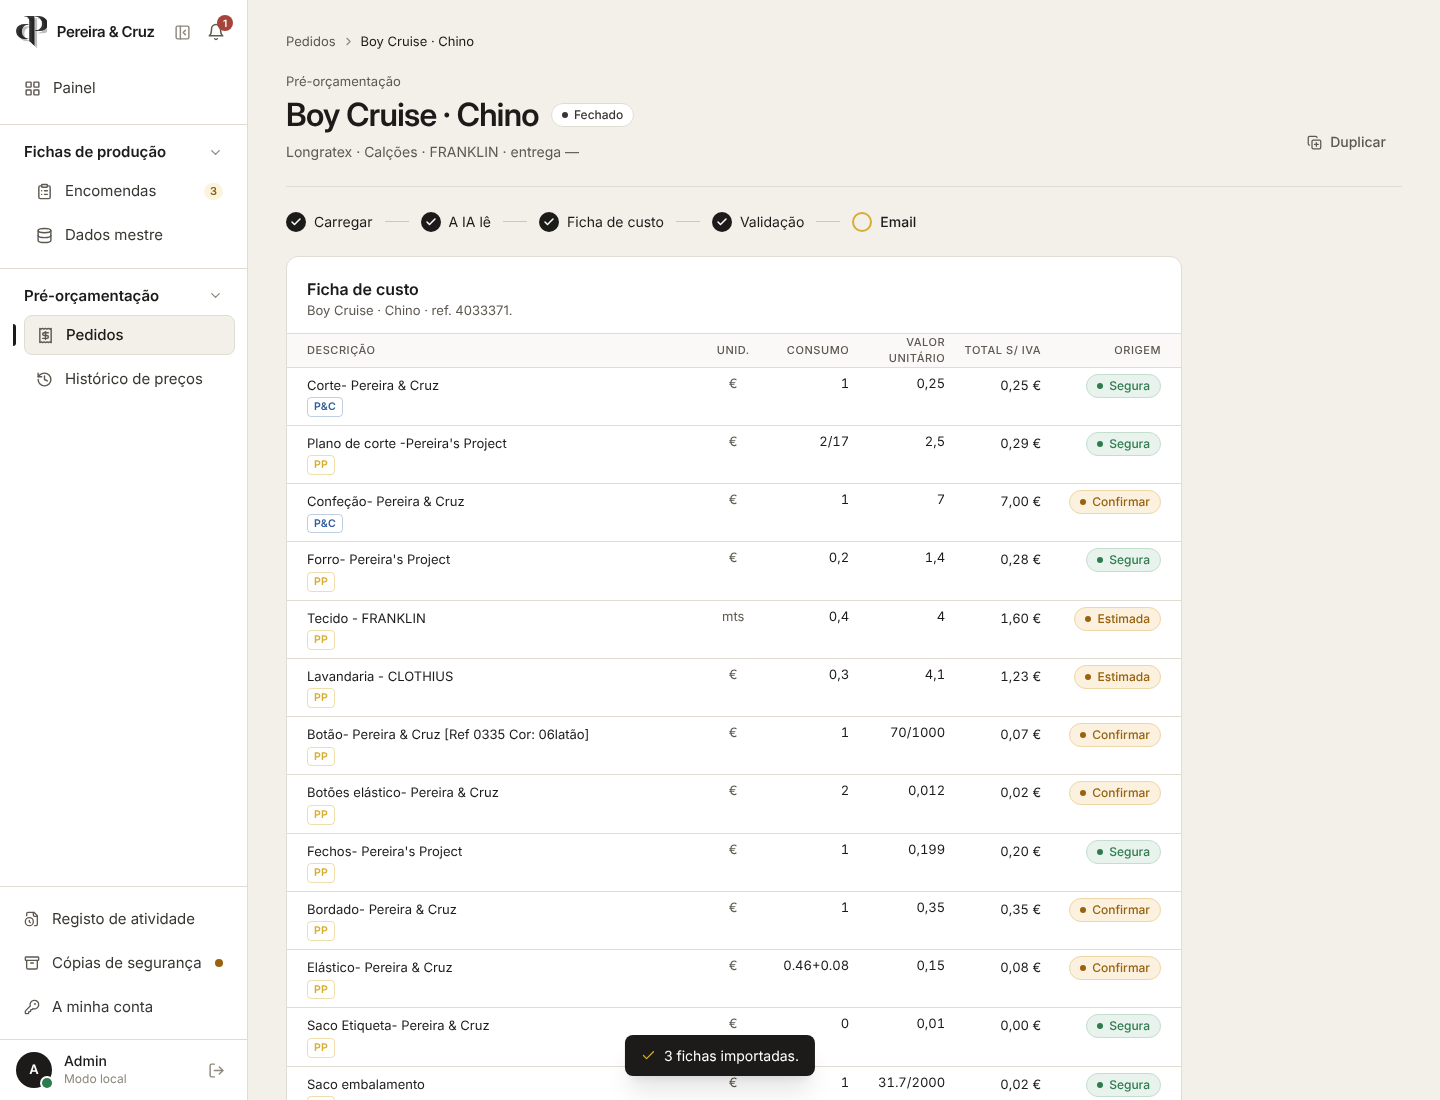 Pereira & Cruz
1
Painel
Fichas de produção
Encomendas 3
Dados mestre
Pré-orçamentação
Pedidos
Histórico de preços
Registo de atividade
Cópias de segurança
A minha conta
A
Admin
Modo local
Pedidos > Boy Cruise · Chino
Pré-orçamentação
Boy Cruise · Chino
Fechado
Longratex · Calções · FRANKLIN · entrega —
Duplicar
Carregar
A IA lê
Ficha de custo
Validação
Email
Ficha de custo
Boy Cruise · Chino · ref. 4033371.
DESCRIÇÃO UNID. CONSUMO VALOR UNITÁRIO TOTAL S/ IVA ORIGEM
Corte- Pereira & Cruz € 1 0,25 0,25 € Segura
P&C
Plano de corte -Pereira's Project € 2/17 2,5 0,29 € Segura
PP
Confeção- Pereira & Cruz € 1 7 7,00 € Confirmar
P&C
Forro- Pereira's Project € 0,2 1,4 0,28 € Segura
PP
Tecido - FRANKLIN mts 0,4 4 1,60 € Estimada
PP
Lavandaria - CLOTHIUS € 0,3 4,1 1,23 € Estimada
PP
Botão- Pereira & Cruz [Ref 0335 Cor: 06latão] € 1 70/1000 0,07 € Confirmar
PP
Botões elástico- Pereira & Cruz € 2 0,012 0,02 € Confirmar
PP
Fechos- Pereira's Project € 1 0,199 0,20 € Segura
PP
Bordado- Pereira & Cruz € 1 0,35 0,35 € Confirmar
PP
Elástico- Pereira & Cruz € 0.46+0.08 0,15 0,08 € Confirmar
PP
Saco Etiqueta- Pereira & Cruz € 0 0,01 0,00 € Segura
PP
3 fichas importadas.
Saco embalamento € 1 31.7/2000 0,02 € Segura